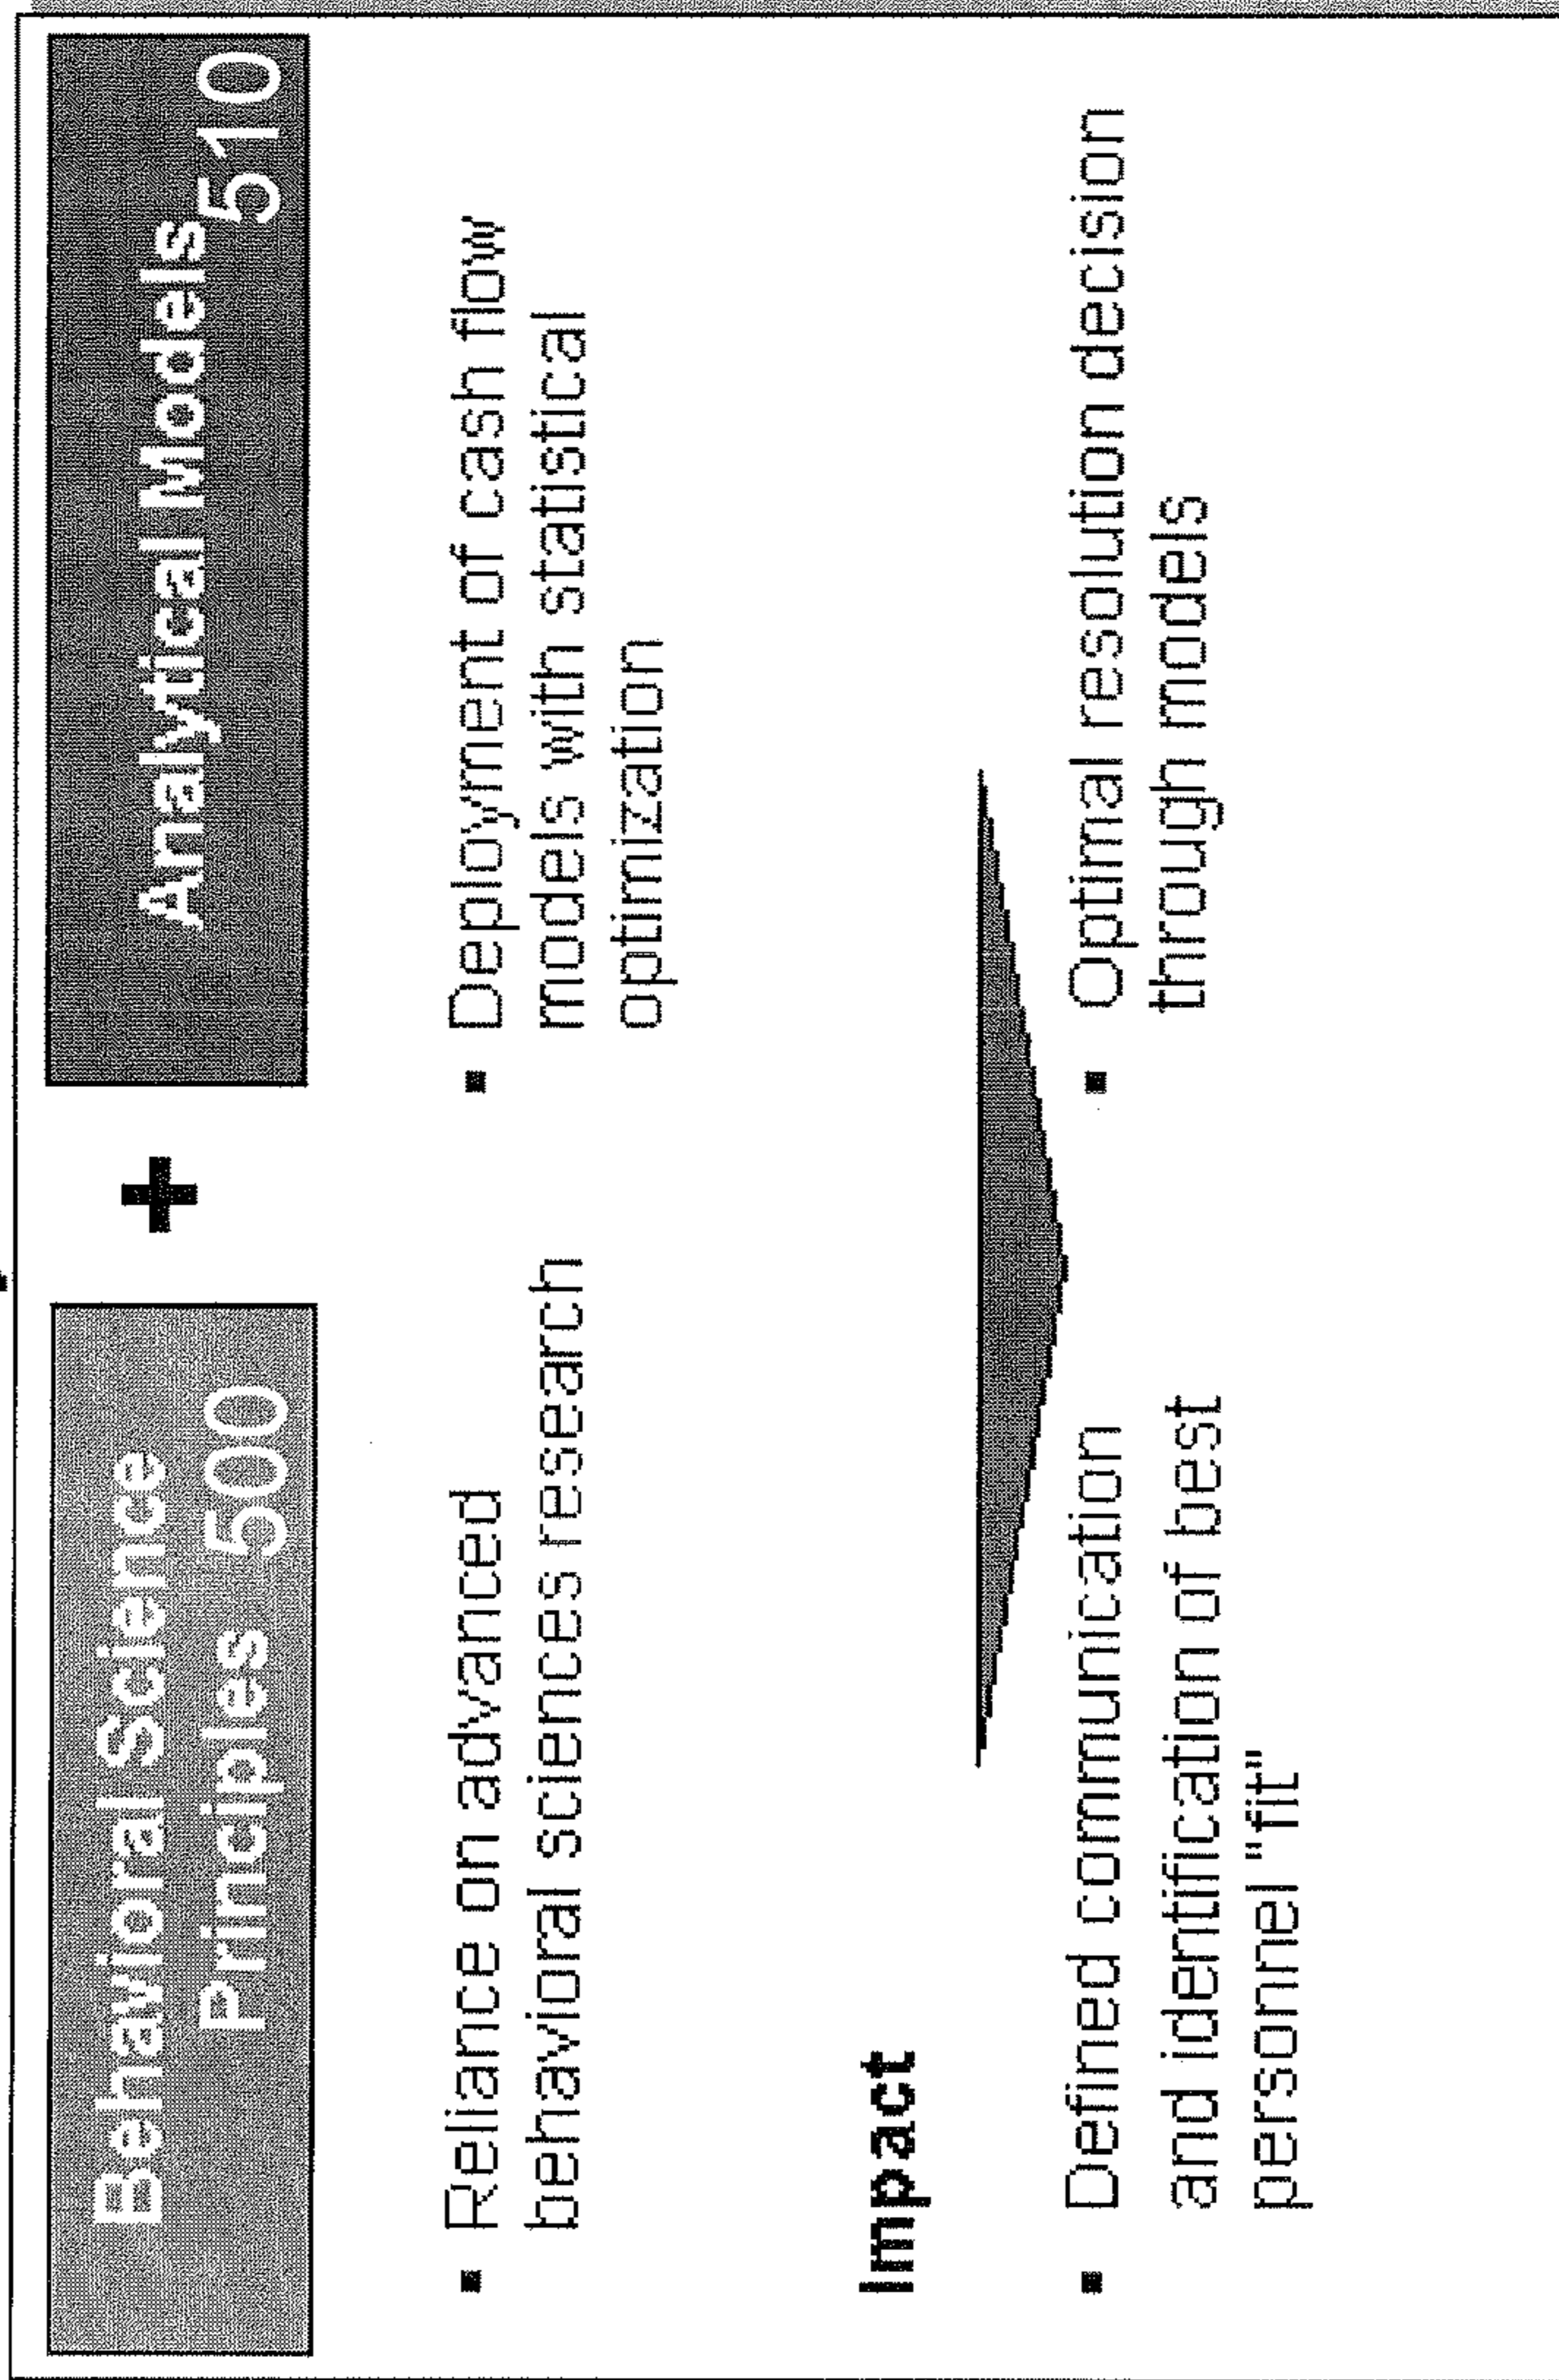 Behavioral Science
Principles 500
+
Analytical Models
510
▪ Reliance on advanced
behavioral sciences research
▪ Deployment of cash flow
models with statistical
optimization
Impact
▪ Defined communication
and identification of best
personnel "fit"
▪ Optimal resolution decision
through models